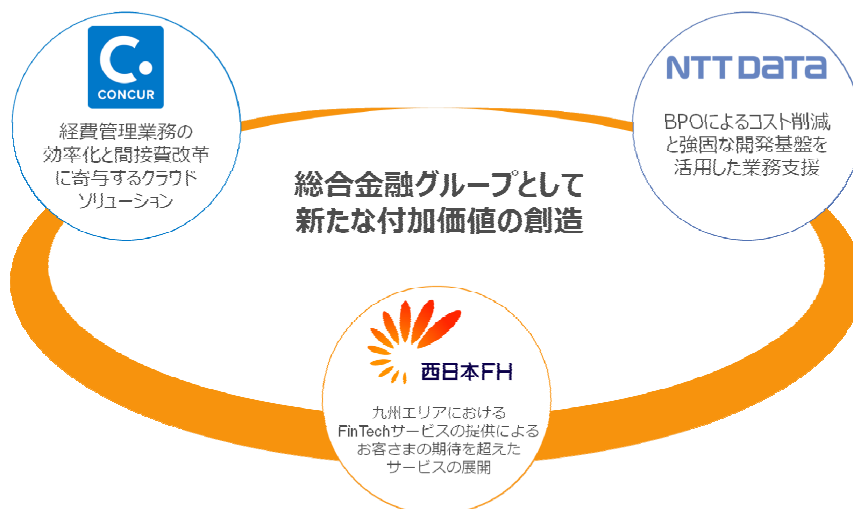 C.
CONCUR
経費管理業務の
効率化と間接費改革
に寄与するクラウド
ソリューション
NTT DATA
BPOによるコスト削減
と強固な開発基盤を
活用した業務支援
総合金融グループとして
新たな付加価値の創造
西日本FH
九州エリアにおける
FinTechサービスの提供による
お客さまの期待を超えた
サービスの展開